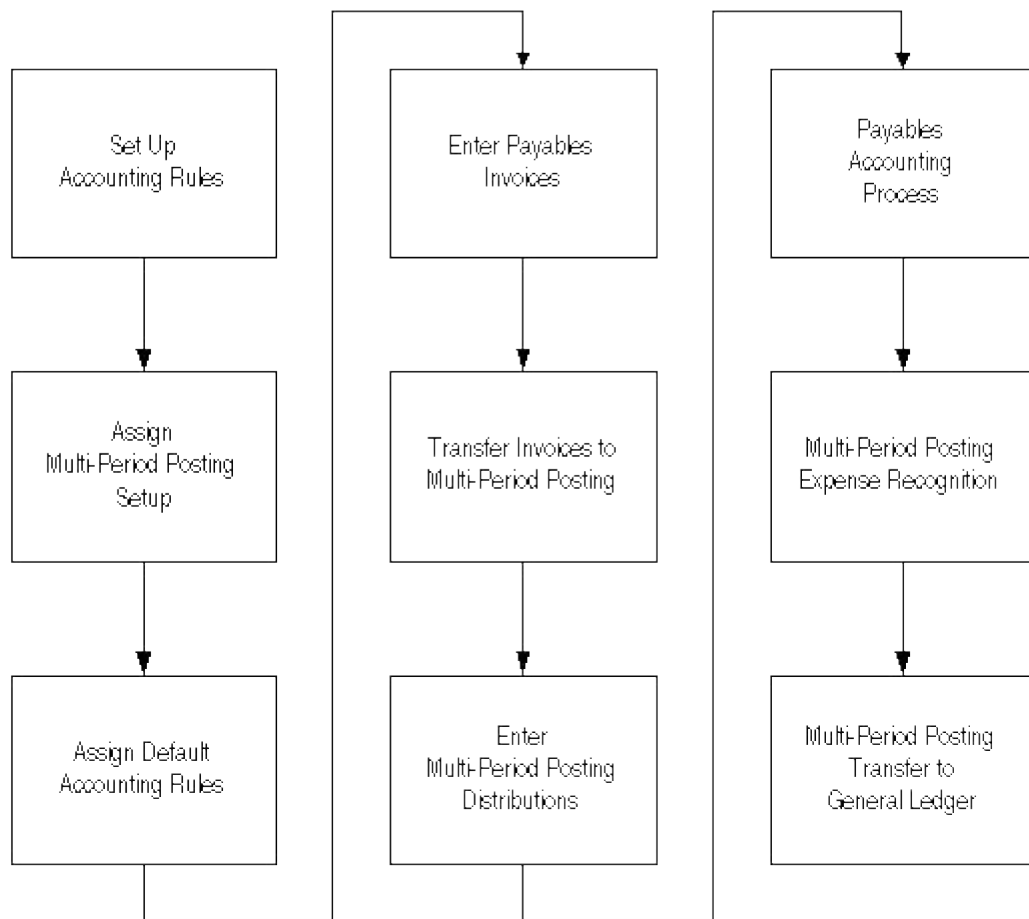 Set Up
Accounting Rules
Assign
Multi-Period Posting
Setup
Assign Default
Accounting Rules
Enter Payables
Invoices
Transfer Invoices to
Multi-Period Posting
Enter
Multi-Period Posting
Distributions
Payables
Accounting
Process
Multi-Period Posting
Expense Recognition
Multi-Period Posting
Transfer to
General Ledger